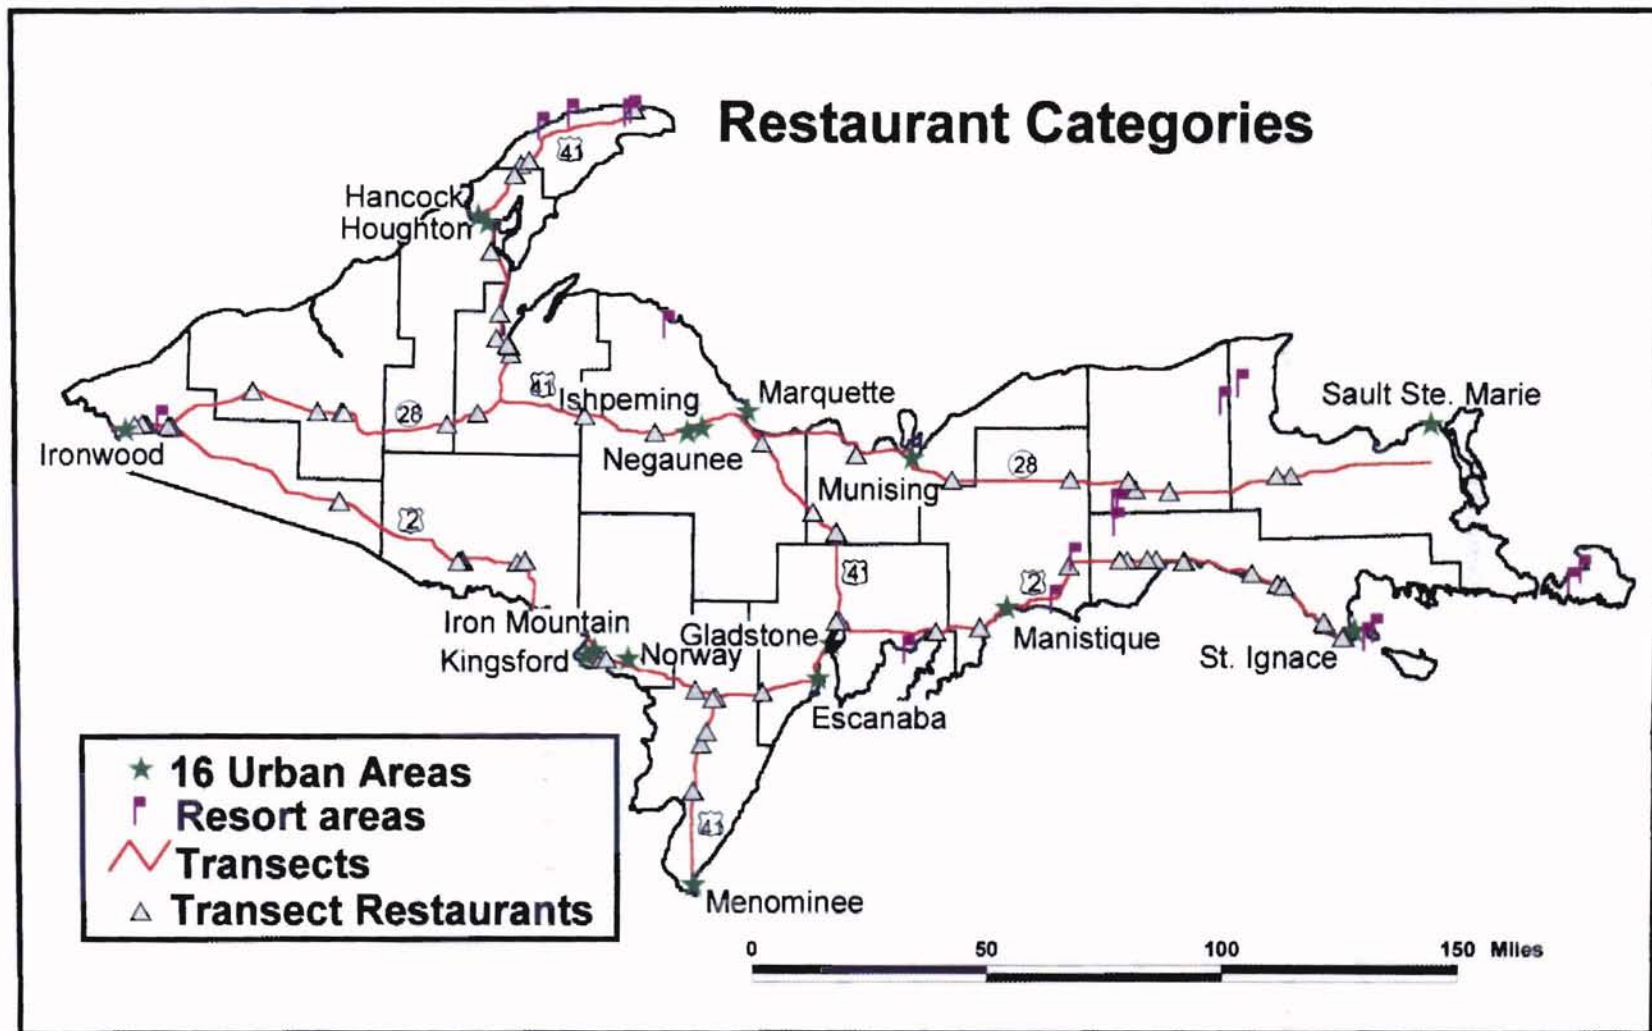 Restaurant Categories
41
Hancock
Houghton
41
Ishpeming
Marquette
Sault Ste. Marie
28
Ironwood
Negaunee
28
Munising
2
41
2
Iron Mountain
Gladstone
Manistique
Kingsford
Norway
St. Ignace
Escanaba
16 Urban Areas
Resort areas
Transects
Transect Restaurants
41
Menominee
0 50 100 150 Miles